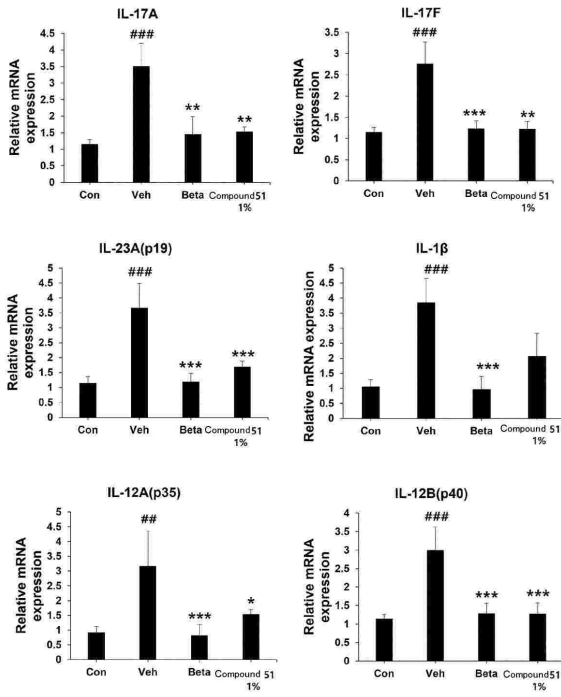 IL-17A
Relative mRNA
expression
4.5
4
3.5
3
2.5
2
1.5
1
0.5
0
###
**
**
Con
Veh
Beta
Compound 51
1%
IL-17F
Relative mRNA
expression
3.5
3
2.5
2
1.5
1
0.5
0
###
***
**
Con
Veh
Beta
Compound 51
1%
IL-23A(p19)
Relative mRNA
expression
5
4.5
4
3.5
3
2.5
2
1.5
1
0.5
0
###
***
***
Con
Veh
Beta
Compound 51
1%
IL-1β
Relative mRNA expression
5
4.5
4
3.5
3
2.5
2
1.5
1
0.5
0
###
***
Con
Veh
Beta
Compound 51
1%
IL-12A(p35)
Relative mRNA
expression
5
4.5
4
3.5
3
2.5
2
1.5
1
0.5
0
##
***
*
Con
Veh
Beta
Compound 51
1%
IL-12B(p40)
Relative mRNA
expression
4
3.5
3
2.5
2
1.5
1
0.5
0
###
***
***
Con
Veh
Beta
Compound 51
1%